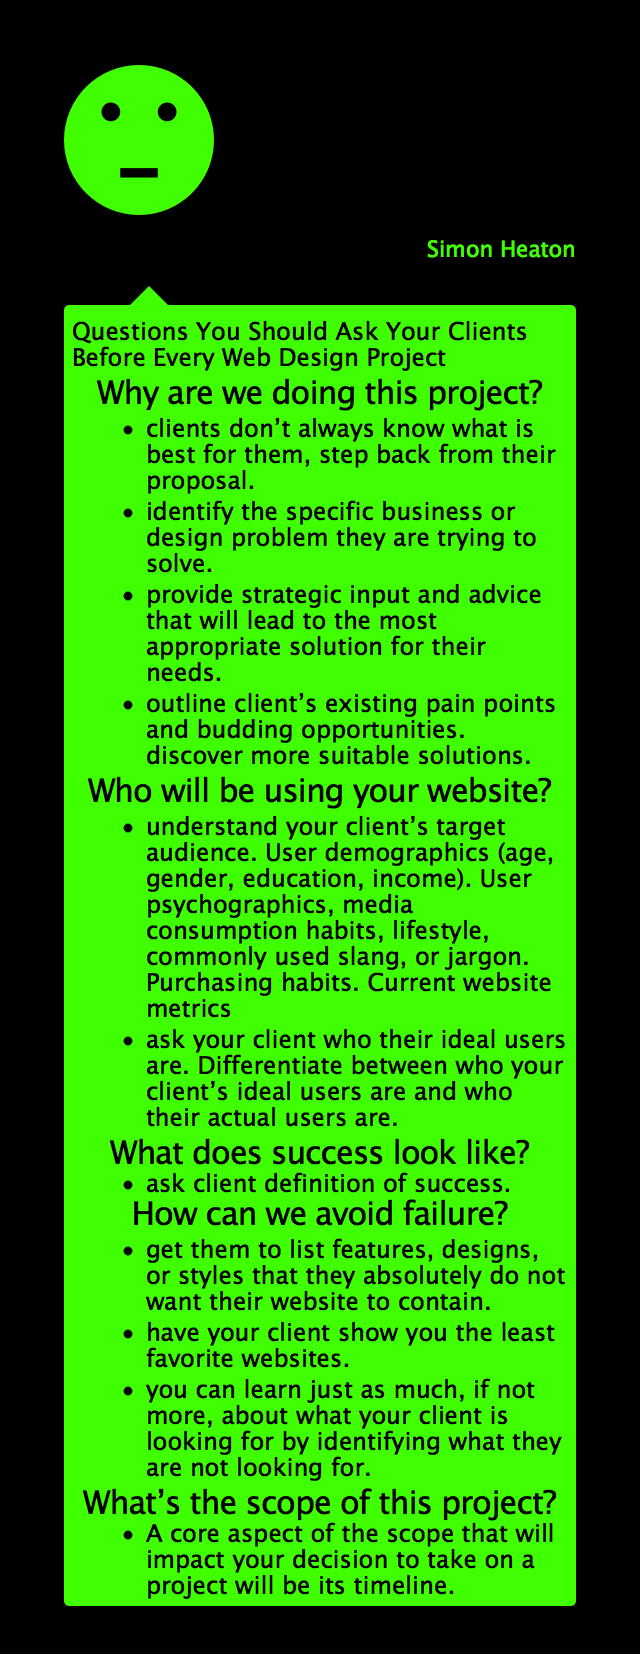 Simon Heaton
Questions You Should Ask Your Clients
Before Every Web Design Project
Why are we doing this project?
• clients don’t always know what is
best for them, step back from their
proposal.
• identify the specific business or
design problem they are trying to
solve.
• provide strategic input and advice
that will lead to the most
appropriate solution for their
needs.
• outline client’s existing pain points
and budding opportunities.
discover more suitable solutions.
Who will be using your website?
• understand your client’s target
audience. User demographics (age,
gender, education, income). User
psychographics, media
consumption habits, lifestyle,
commonly used slang, or jargon.
Purchasing habits. Current website
metrics
• ask your client who their ideal users
are. Differentiate between who your
client’s ideal users are and who
their actual users are.
What does success look like?
• ask client definition of success.
How can we avoid failure?
• get them to list features, designs,
or styles that they absolutely do not
want their website to contain.
• have your client show you the least
favorite websites.
• you can learn just as much, if not
more, about what your client is
looking for by identifying what they
are not looking for.
What’s the scope of this project?
• A core aspect of the scope that will
impact your decision to take on a
project will be its timeline.